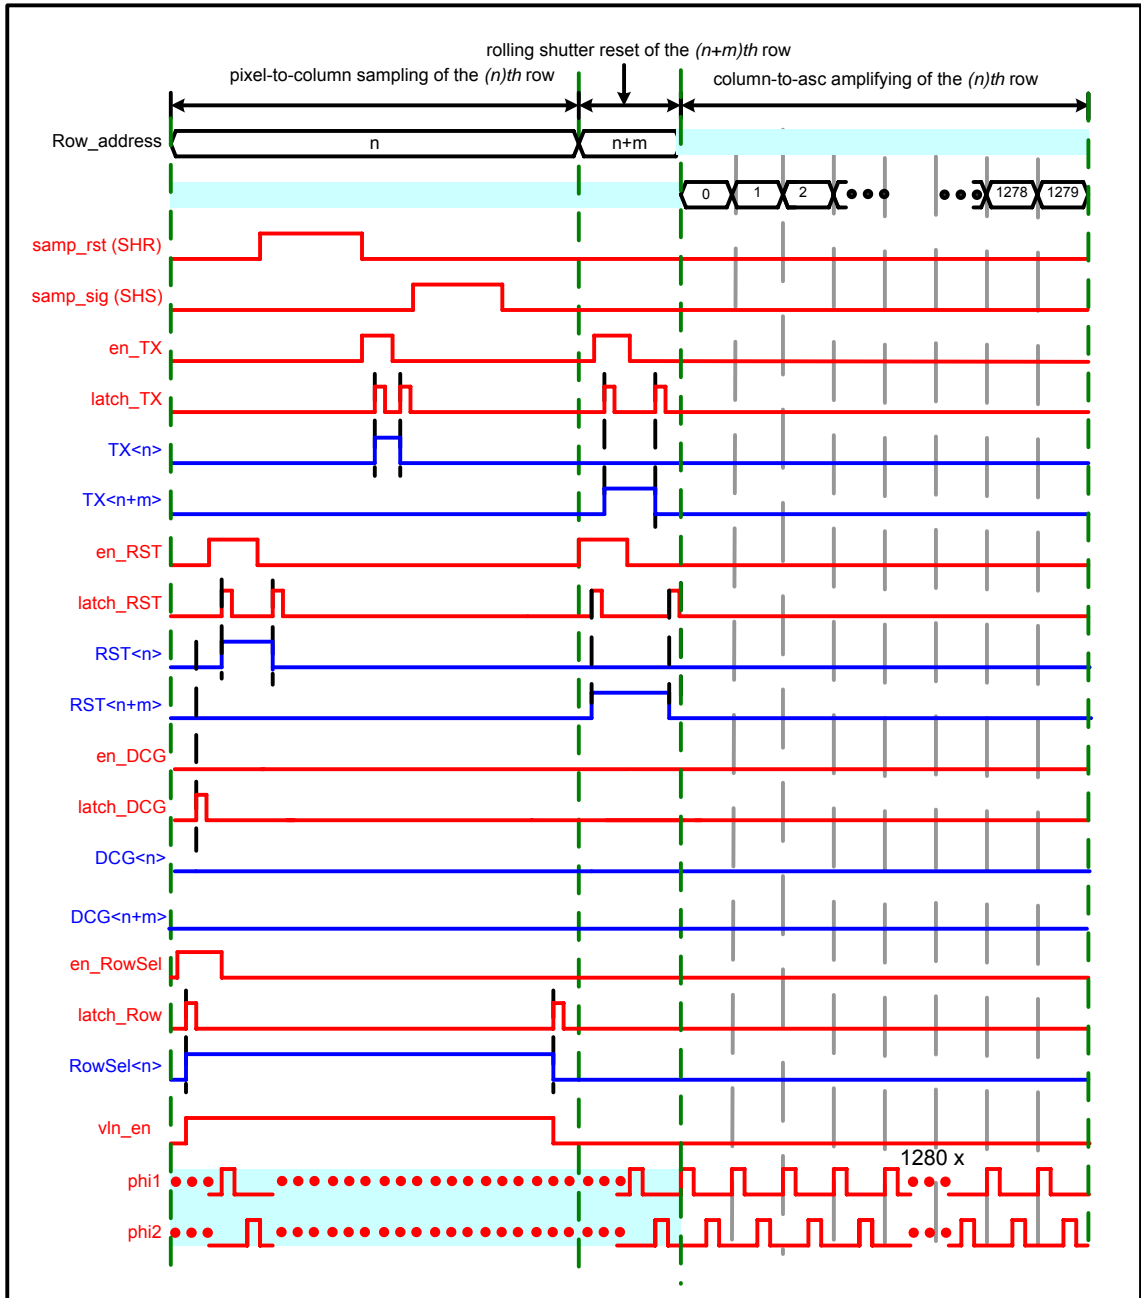 rolling shutter reset of the (n+m)th row
pixel-to-column sampling of the (n)th row
column-to-asc amplifying of the (n)th row
Row_address
n
n+m
0
1
2
1278
1279
samp_rst (SHR)
samp_sig (SHS)
en_TX
latch_TX
TX<n>
TX<n+m>
en_RST
latch_RST
RST<n>
RST<n+m>
en_DCG
latch_DCG
DCG<n>
DCG<n+m>
en_RowSel
latch_Row
RowSel<n>
vln_en
1280 x
phi1
phi2